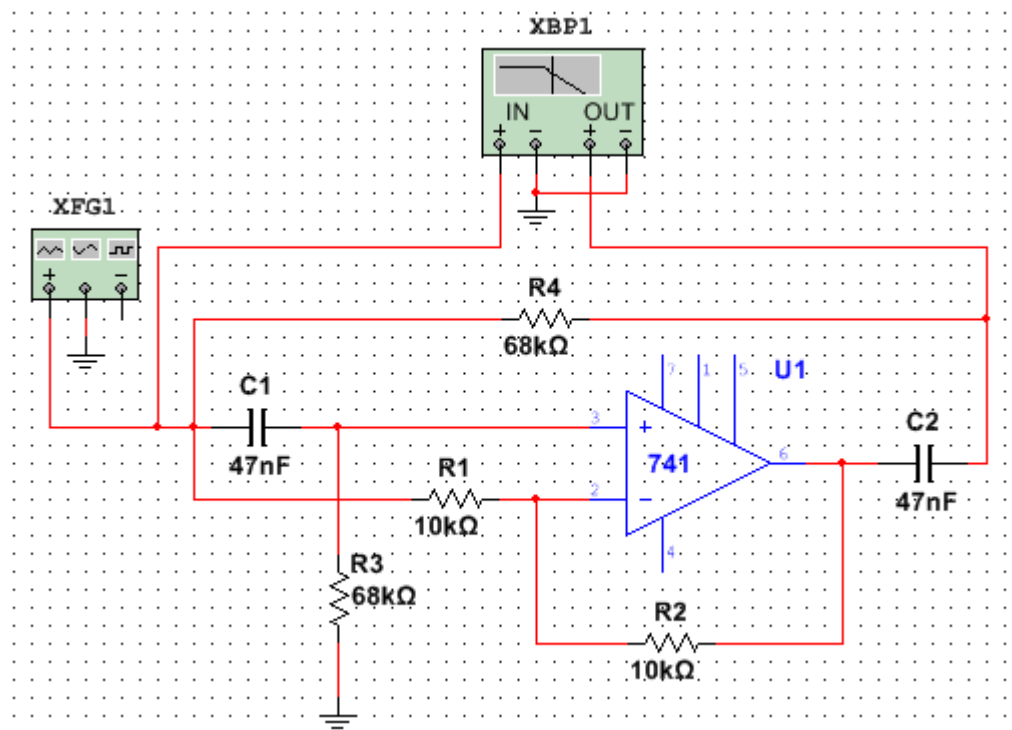 XBP1
IN OUT
+ − + −
XFG1
+ −
R4
68kΩ
7 1 5 U1
C1
47nF
3 +
741
6
C2
47nF
R1
10kΩ
2 −
4
R3
68kΩ
R2
10kΩ